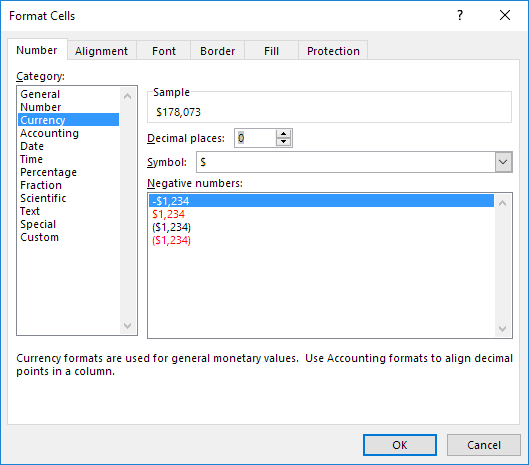 Format Cells
?
Number Alignment Font Border Fill Protection
Category:
General
Number
Currency
Accounting
Date
Time
Percentage
Fraction
Scientific
Text
Special
Custom
Sample
$178,073
Decimal places: 0
Symbol: $
Negative numbers:
-$1,234
$1,234
($1,234)
($1,234)
Currency formats are used for general monetary values.  Use Accounting formats to align decimal
points in a column.
OK Cancel